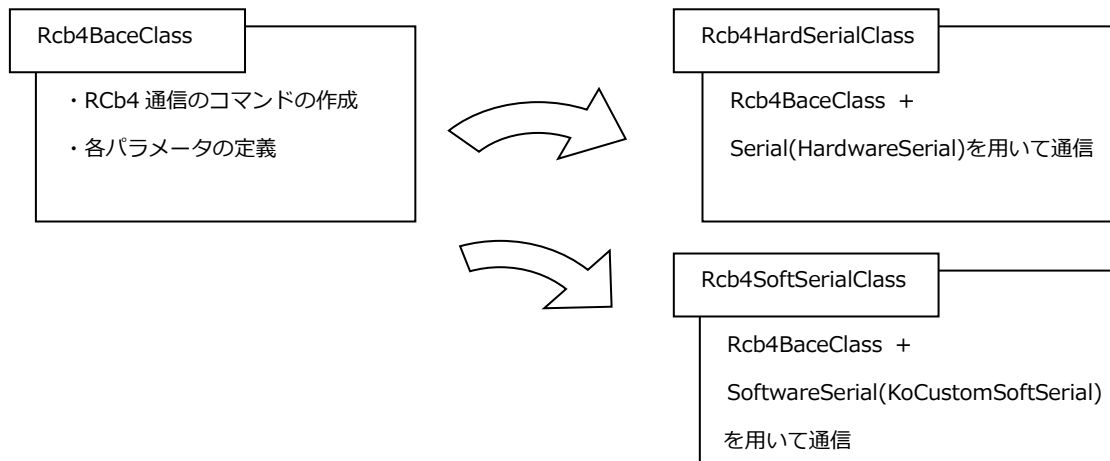 Rcb4BaceClass
・RCb4 通信のコマンドの作成
・各パラメータの定義
Rcb4HardSerialClass
Rcb4BaceClass +
Serial(HardwareSerial)を用いて通信
Rcb4SoftSerialClass
Rcb4BaceClass +
SoftwareSerial(KoCustomSoftSerial)
を用いて通信